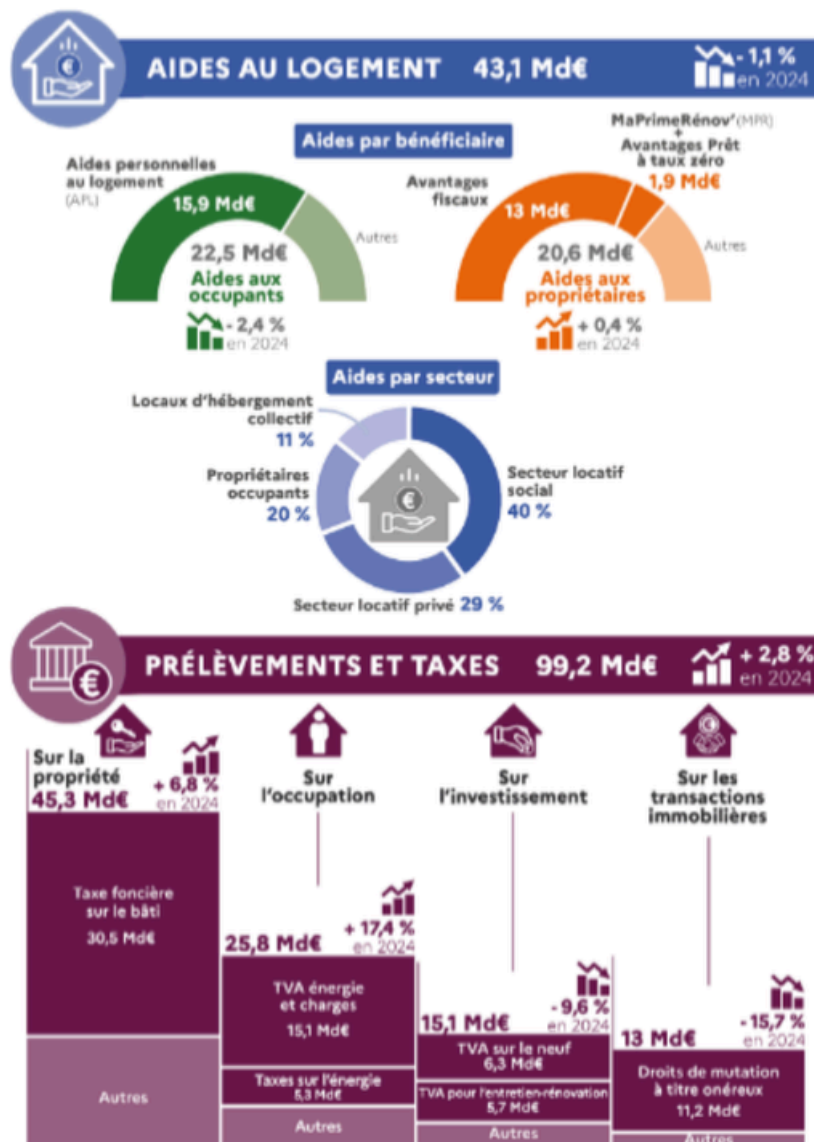 AIDES AU LOGEMENT 43,1 Md€
- 1,1 %
en 2024
Aides par bénéficiaire
Aides personnelles
au logement
(APL)
15,9 Md€
Autres
22,5 Md€
Aides aux
occupants
- 2,4 %
en 2024
MaPrimeRénov' (MPR)
+
Avantages Prêt
à taux zéro
1,9 Md€
Avantages
fiscaux
13 Md€
Autres
20,6 Md€
Aides aux
propriétaires
+ 0,4 %
en 2024
Aides par secteur
Locaux d'hébergement
collectif
11 %
Propriétaires
occupants
20 %
Secteur locatif
social
40 %
Secteur locatif privé 29 %
PRÉLÈVEMENTS ET TAXES 99,2 Md€
+ 2,8 %
en 2024
Sur la
propriété
45,3 Md€
+ 6,8 %
en 2024
Taxe foncière
sur le bâti
30,5 Md€
Autres
Sur
l'occupation
25,8 Md€
+ 17,4 %
en 2024
TVA énergie
et charges
15,1 Md€
Taxes sur l'énergie
5,3 Md€
Autres
Sur
l'investissement
15,1 Md€
- 9,6 %
en 2024
TVA sur le neuf
6,3 Md€
TVA pour l'entretien-rénovation
5,7 Md€
Autres
Sur les
transactions
immobilières
13 Md€
- 15,7 %
en 2024
Droits de mutation
à titre onéreux
11,2 Md€
Autres